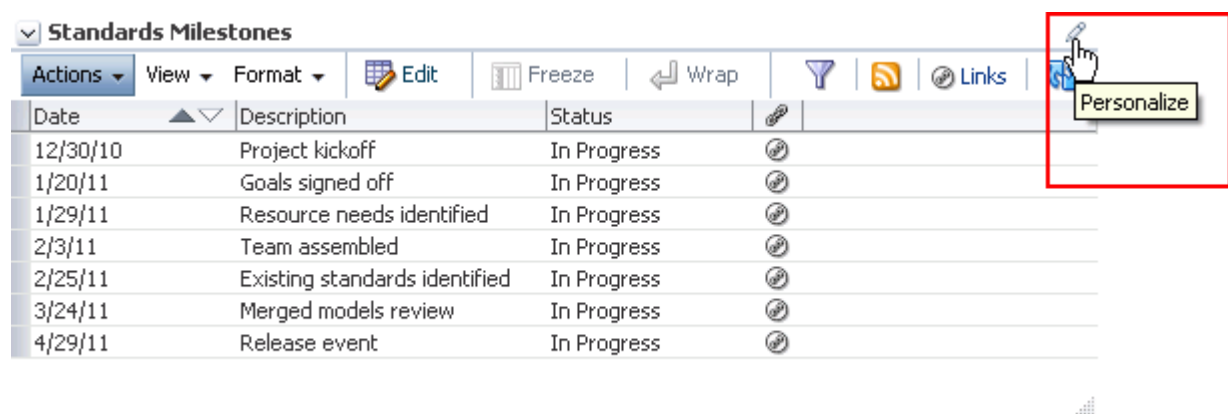 Standards Milestones
Actions View Format Edit Freeze Wrap Links
Personalize
Date Description Status
12/30/10 Project kickoff In Progress
1/20/11 Goals signed off In Progress
1/29/11 Resource needs identified In Progress
2/3/11 Team assembled In Progress
2/25/11 Existing standards identified In Progress
3/24/11 Merged models review In Progress
4/29/11 Release event In Progress